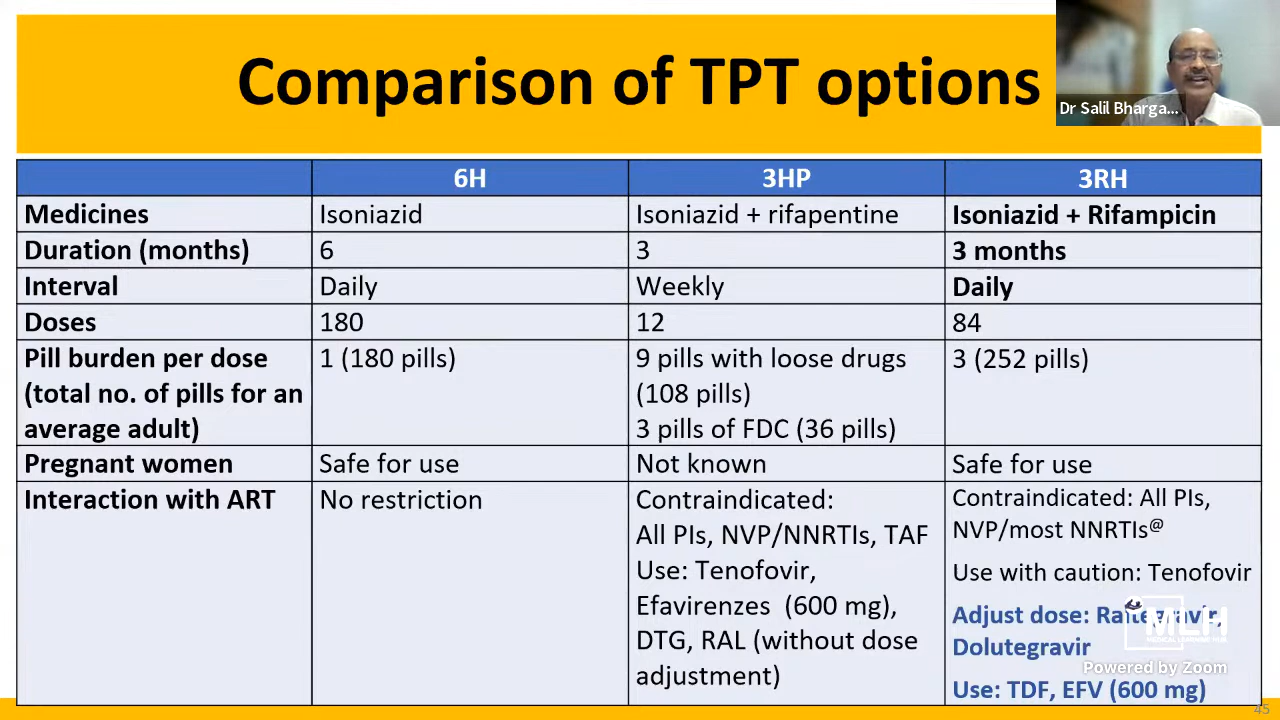 Comparison of TPT options
Dr Salil Bharga...
6H 3HP 3RH
Medicines Isoniazid Isoniazid + rifapentine Isoniazid + Rifampicin
Duration (months) 6 3 3 months
Interval Daily Weekly Daily
Doses 180 12 84
Pill burden per dose
(total no. of pills for an
average adult)
1 (180 pills)
9 pills with loose drugs
(108 pills)
3 pills of FDC (36 pills)
3 (252 pills)
Pregnant women Safe for use Not known Safe for use
Interaction with ART
No restriction
Contraindicated:
All PIs, NVP/NNRTIs, TAF
Use: Tenofovir,
Efavirenzes (600 mg),
DTG, RAL (without dose
adjustment)
Contraindicated: All PIs,
NVP/most NNRTIs@
Use with caution: Tenofovir
Adjust dose: Raltegravir,
Dolutegravir
Use: TDF, EFV (600 mg)
MLH
Powered by Zoom
45